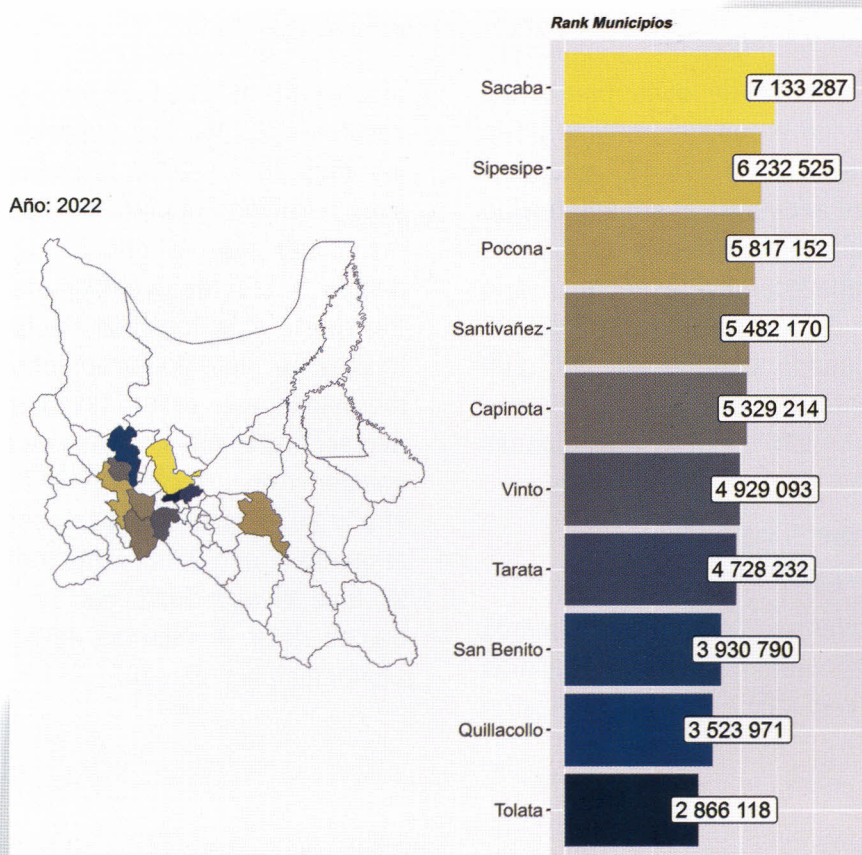 Rank Municipios
Año: 2022
Sacaba 7 133 287
Sipesipe 6 232 525
Pocona 5 817 152
Santivañez 5 482 170
Capinota 5 329 214
Vinto 4 929 093
Tarata 4 728 232
San Benito 3 930 790
Quillacollo 3 523 971
Tolata 2 866 118